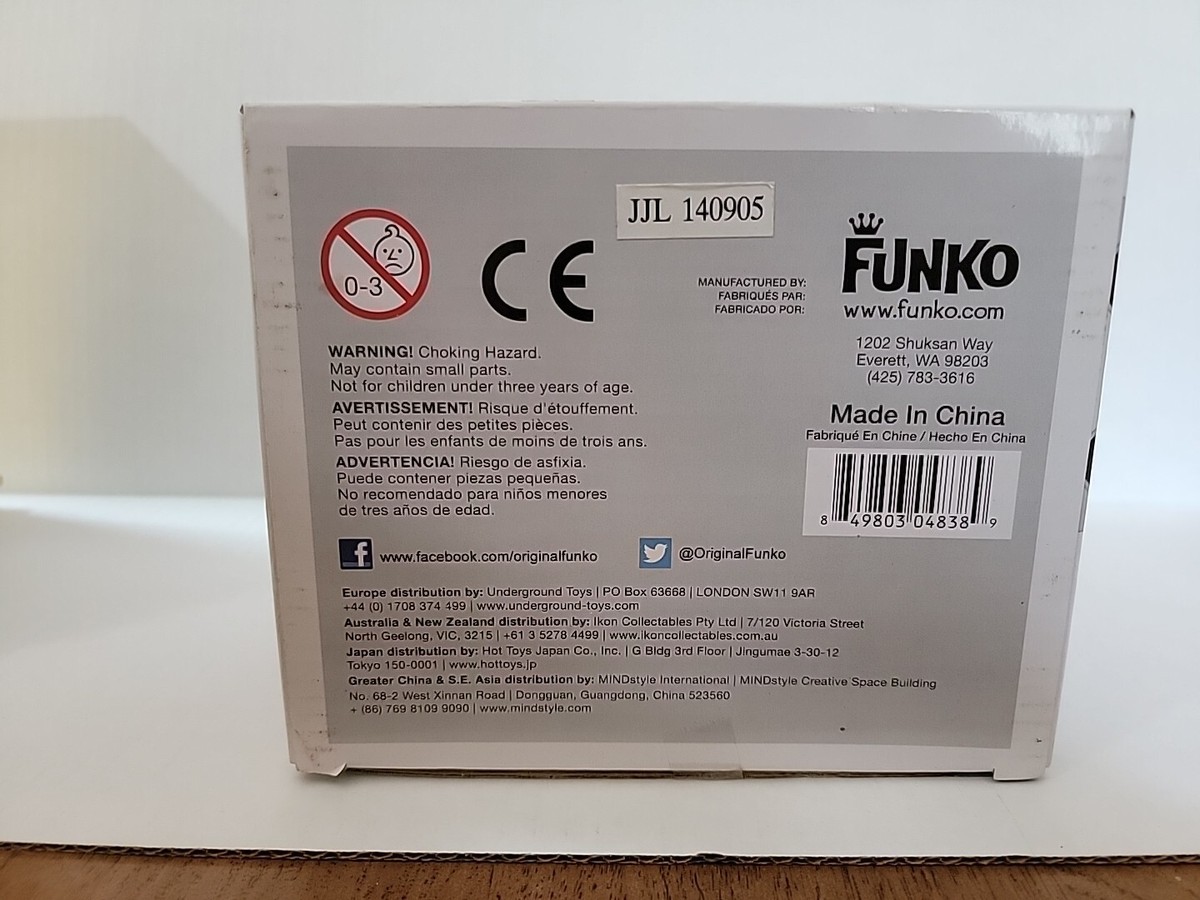 JJL 140905
0-3
CE
MANUFACTURED BY:
FABRIQUÉS PAR:
FABRICADO POR:
FUNKO
www.funko.com
1202 Shuksan Way
Everett, WA 98203
(425) 783-3616
WARNING! Choking Hazard.
May contain small parts.
Not for children under three years of age.
AVERTISSEMENT! Risque d'étouffement.
Peut contenir des petites pièces.
Pas pour les enfants de moins de trois ans.
ADVERTENCIA! Riesgo de asfixia.
Puede contener piezas pequeñas.
No recomendado para niños menores
de tres años de edad.
Made In China
Fabriqué En Chine / Hecho En China
8 49803 04838 9
f www.facebook.com/originalfunko
@OriginalFunko
Europe distribution by: Underground Toys | PO Box 63668 | LONDON SW11 9AR
+44 (0) 1708 374 499 | www.underground-toys.com
Australia & New Zealand distribution by: Ikon Collectables Pty Ltd | 7/120 Victoria Street
North Geelong, VIC, 3215 | +61 3 5278 4499 | www.ikoncollectables.com.au
Japan distribution by: Hot Toys Japan Co., Inc. | G Bldg 3rd Floor | Jingumae 3-30-12
Tokyo 150-0001 | www.hottoys.jp
Greater China & S.E. Asia distribution by: MINDstyle International | MINDstyle Creative Space Building
No. 68-2 West Xinnan Road | Dongguan, Guangdong, China 523560
+ (86) 769 8109 9090 | www.mindstyle.com